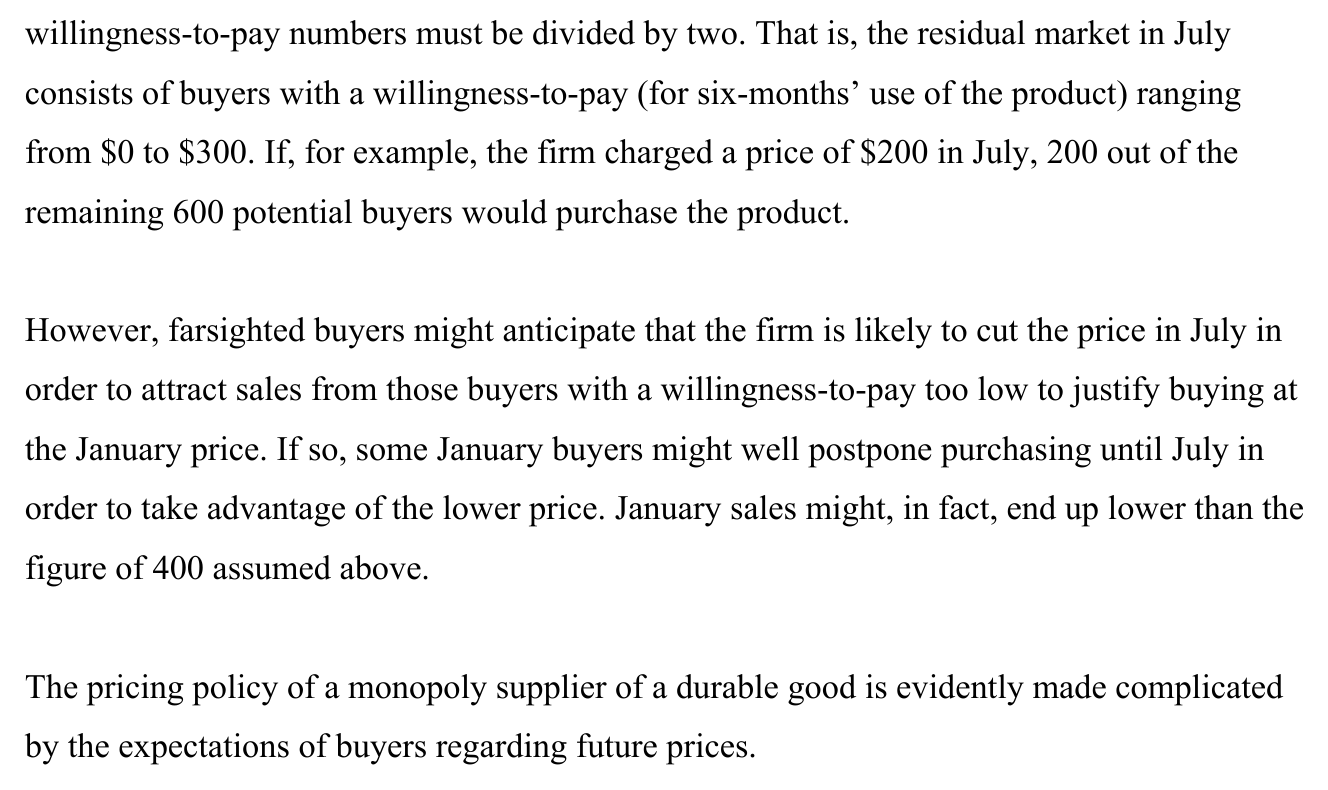 willingness-to-pay numbers must be divided by two. That is, the residual market in July
consists of buyers with a willingness-to-pay (for six-months’ use of the product) ranging
from $0 to $300. If, for example, the firm charged a price of $200 in July, 200 out of the
remaining 600 potential buyers would purchase the product.
However, farsighted buyers might anticipate that the firm is likely to cut the price in July in
order to attract sales from those buyers with a willingness-to-pay too low to justify buying at
the January price. If so, some January buyers might well postpone purchasing until July in
order to take advantage of the lower price. January sales might, in fact, end up lower than the
figure of 400 assumed above.
The pricing policy of a monopoly supplier of a durable good is evidently made complicated
by the expectations of buyers regarding future prices.